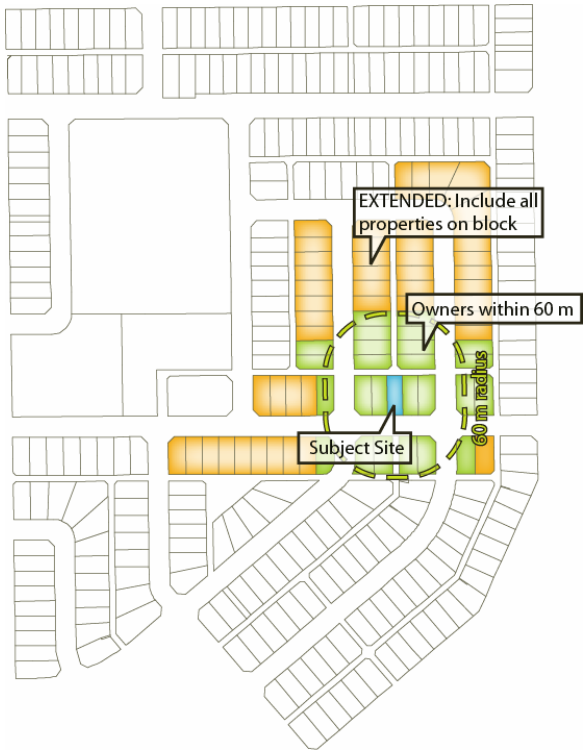 EXTENDED: Include all
properties on block
Owners within 60 m
60 m radius
Subject Site